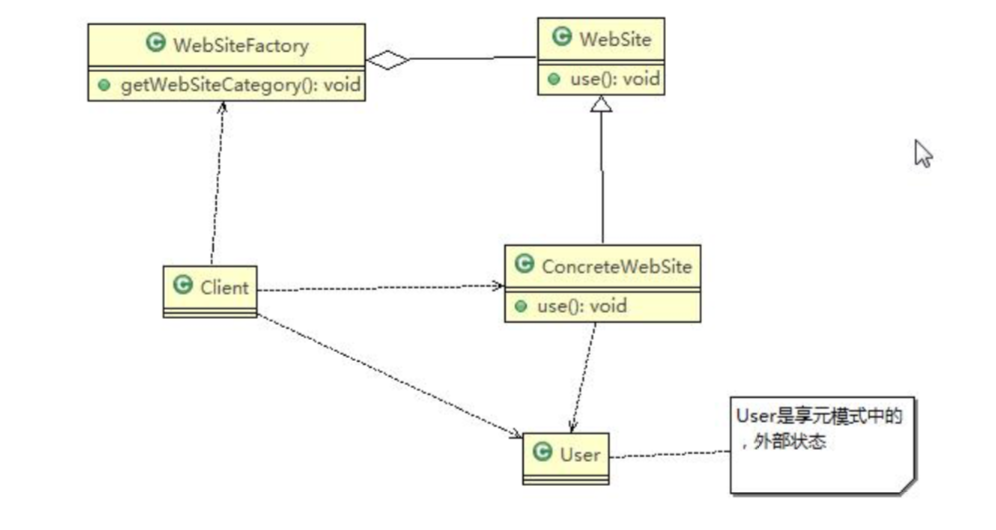 WebSiteFactory
getWebSiteCategory(): void
WebSite
use(): void
Client
ConcreteWebSite
use(): void
User
User是享元模式中的
，外部状态